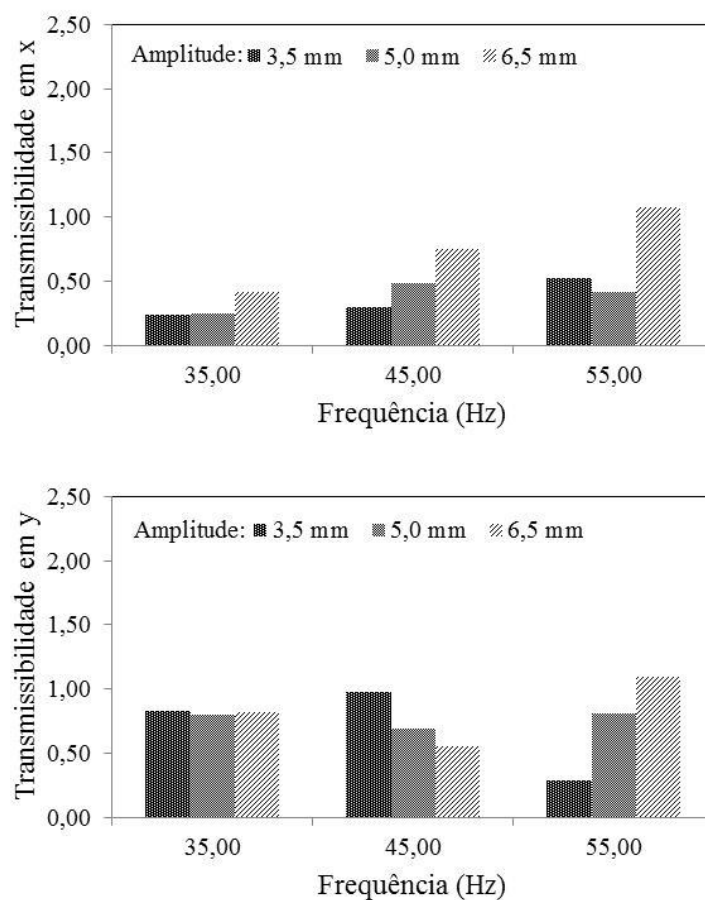 Transmissibilidade em x
2,50
2,00
1,50
1,00
0,50
0,00
Amplitude: 3,5 mm 5,0 mm 6,5 mm
35,00 45,00 55,00
Frequência (Hz)
Transmissibilidade em y
2,50
2,00
1,50
1,00
0,50
0,00
Amplitude: 3,5 mm 5,0 mm 6,5 mm
35,00 45,00 55,00
Frequência (Hz)